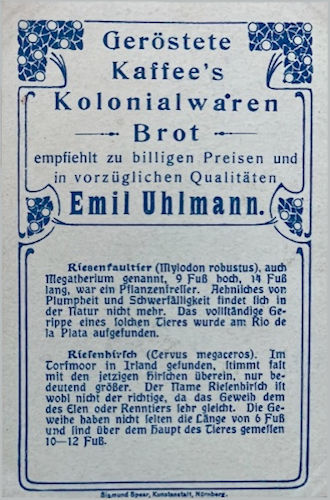 Geröstete
Kaffee's
Kolonialwaren
Brot
empfiehlt zu billigen Preisen und
in vorzüglichen Qualitäten
Emil Uhlmann.
Riesenfaultier (Mylodon robustus), auch
Megatherium genannt, 9 Fuß hoch, 14 Fuß
lang, war ein Pflanzenfresser. Aehnliches von
Plumpheit und Schwerfälligkeit findet sich in
der Natur nicht mehr. Das vollständige Ge-
rippe eines solchen Tieres wurde am Rio de
la Plata aufgefunden.
Riesenhirsch (Cervus megaceros). Im
Torfmoor in Irland gefunden, stimmt fast
mit den jetzigen Hirschen überein, nur be-
deutend größer. Der Name Riesenhirsch ist
wohl nicht der richtige, da das Geweih dem
des Elen oder Renntiers sehr gleicht. Die Ge-
weihe haben nicht selten die Länge von 6 Fuß
und sind über dem Haupt des Tieres gemessen
10—12 Fuß.
Sigmund Spear, Kunstanstalt, Nürnberg.